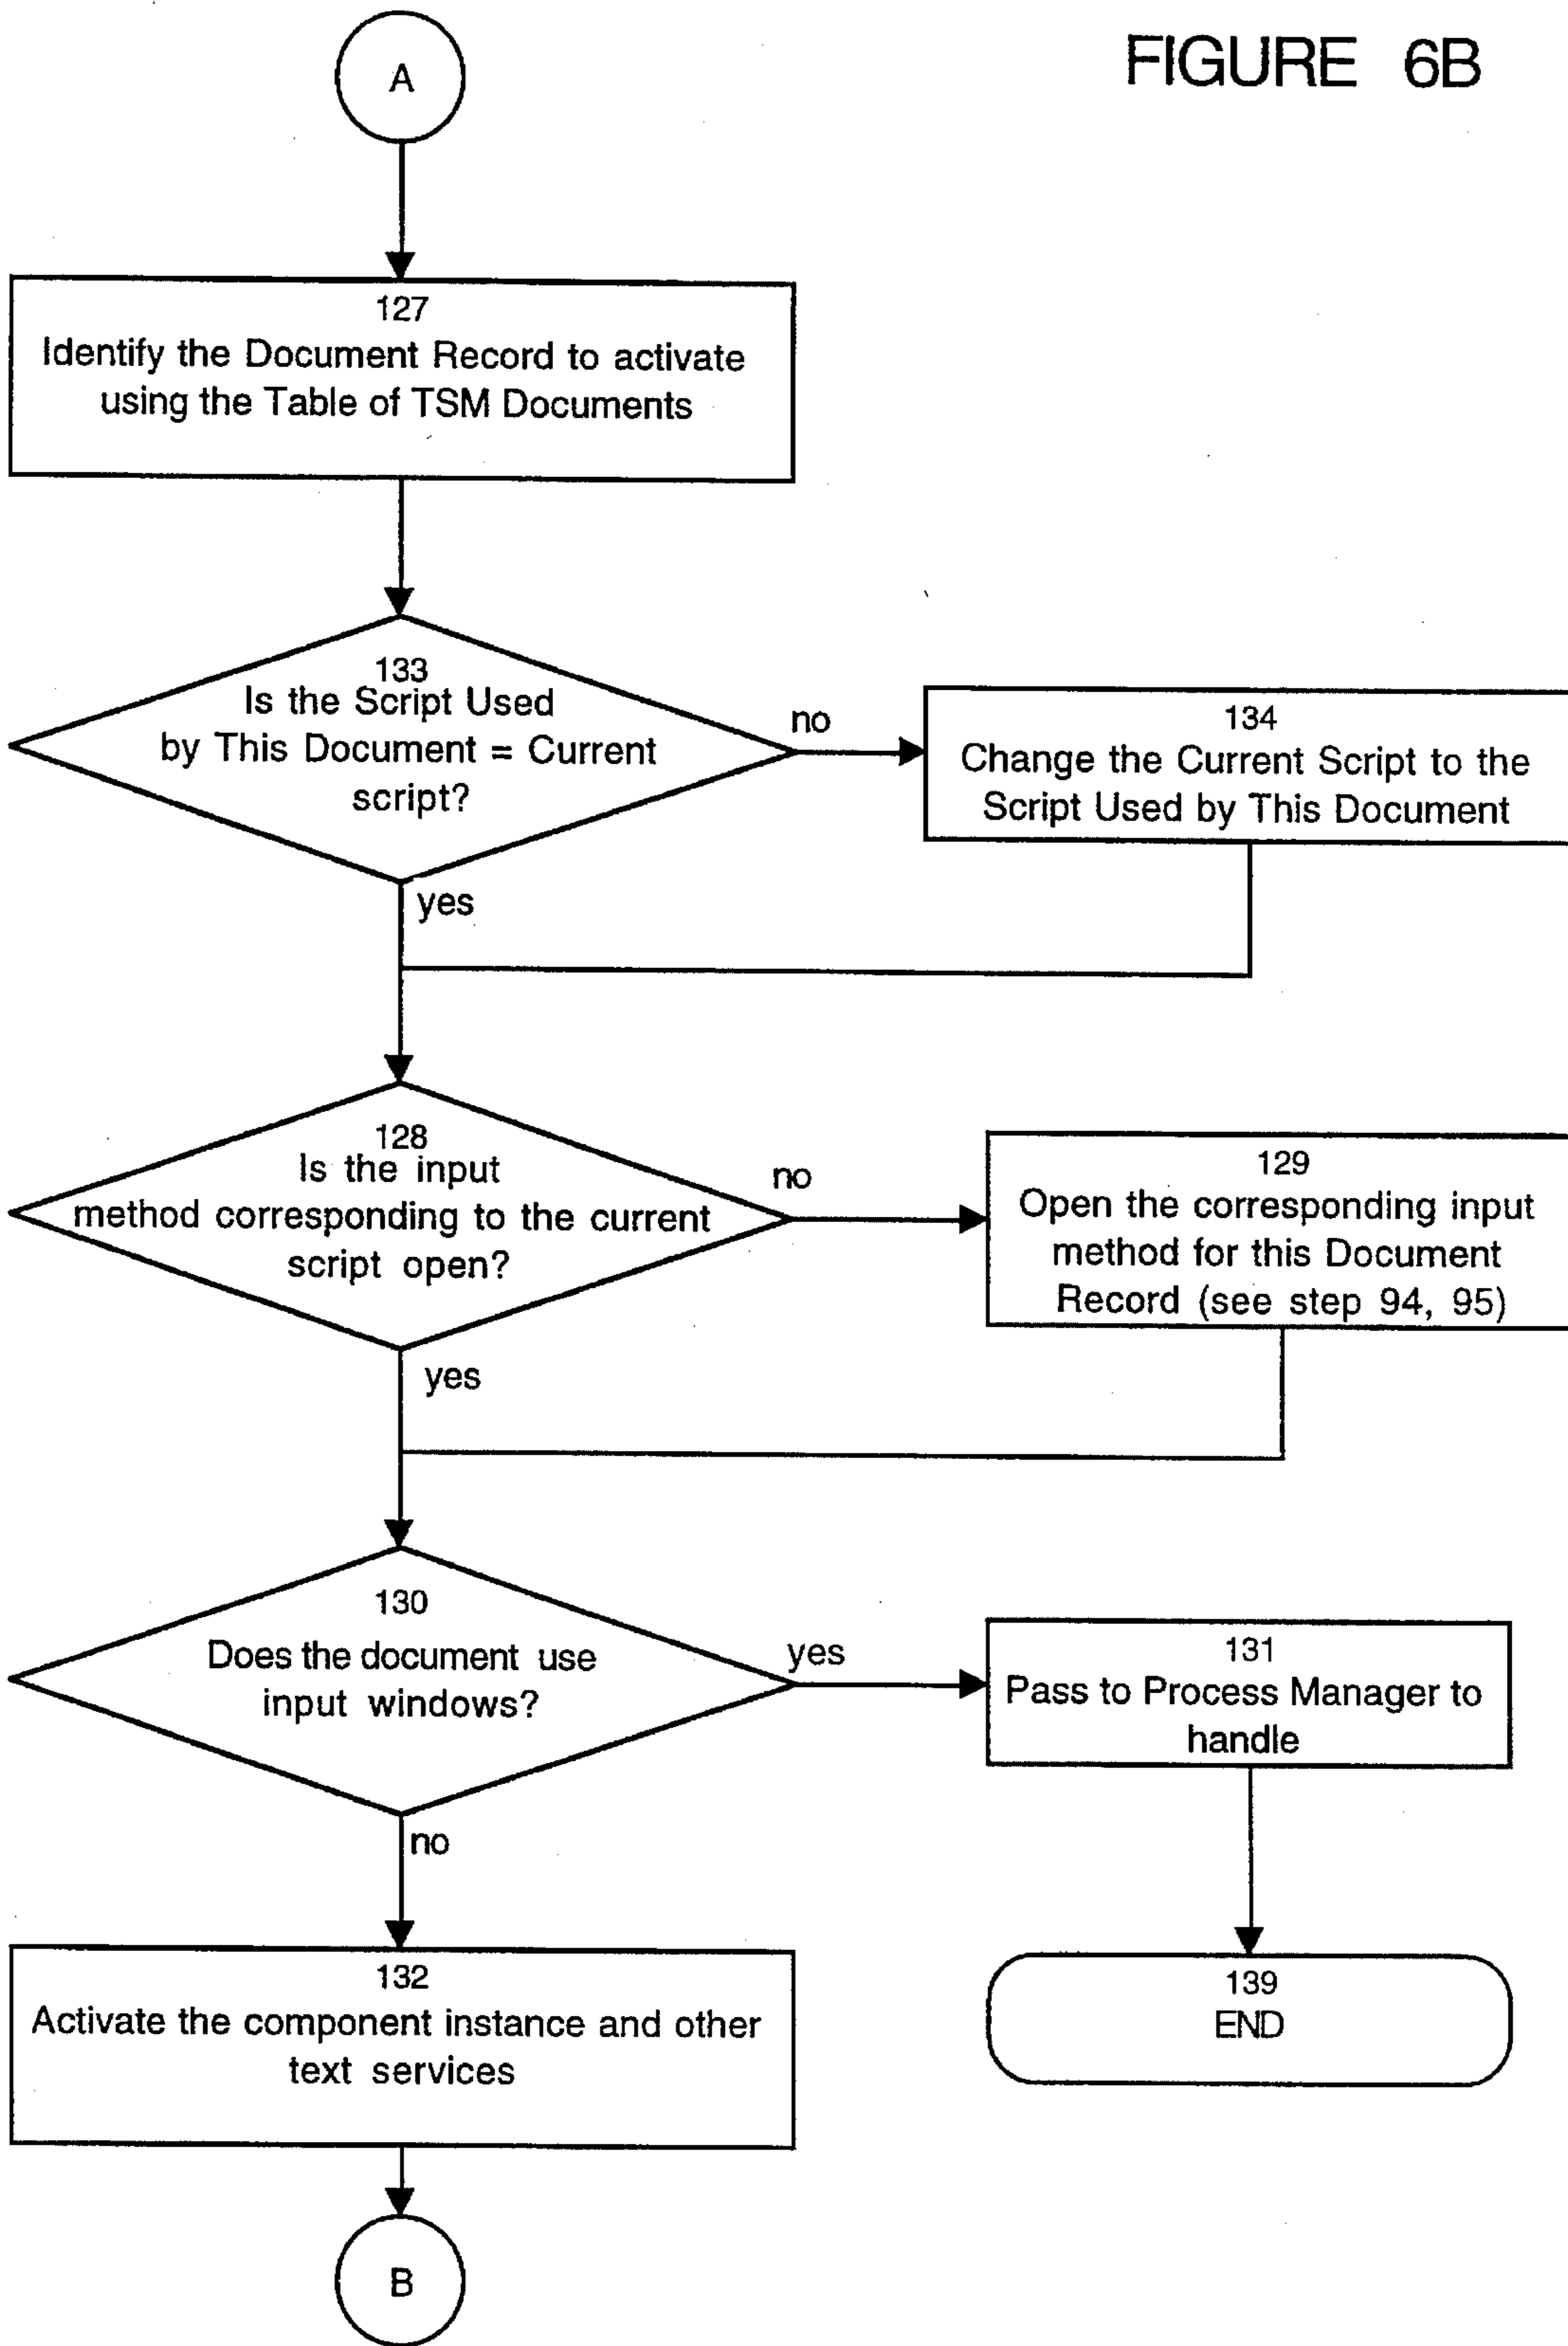 FIGURE 6B
A
127
Identify the Document Record to activate
using the Table of TSM Documents
133
Is the Script Used
by This Document = Current
script?
no
134
Change the Current Script to the
Script Used by This Document
yes
128
Is the input
method corresponding to the current
script open?
no
129
Open the corresponding input
method for this Document
Record (see step 94, 95)
yes
130
Does the document use
input windows?
yes
131
Pass to Process Manager to
handle
no
132
Activate the component instance and other
text services
139
END
B